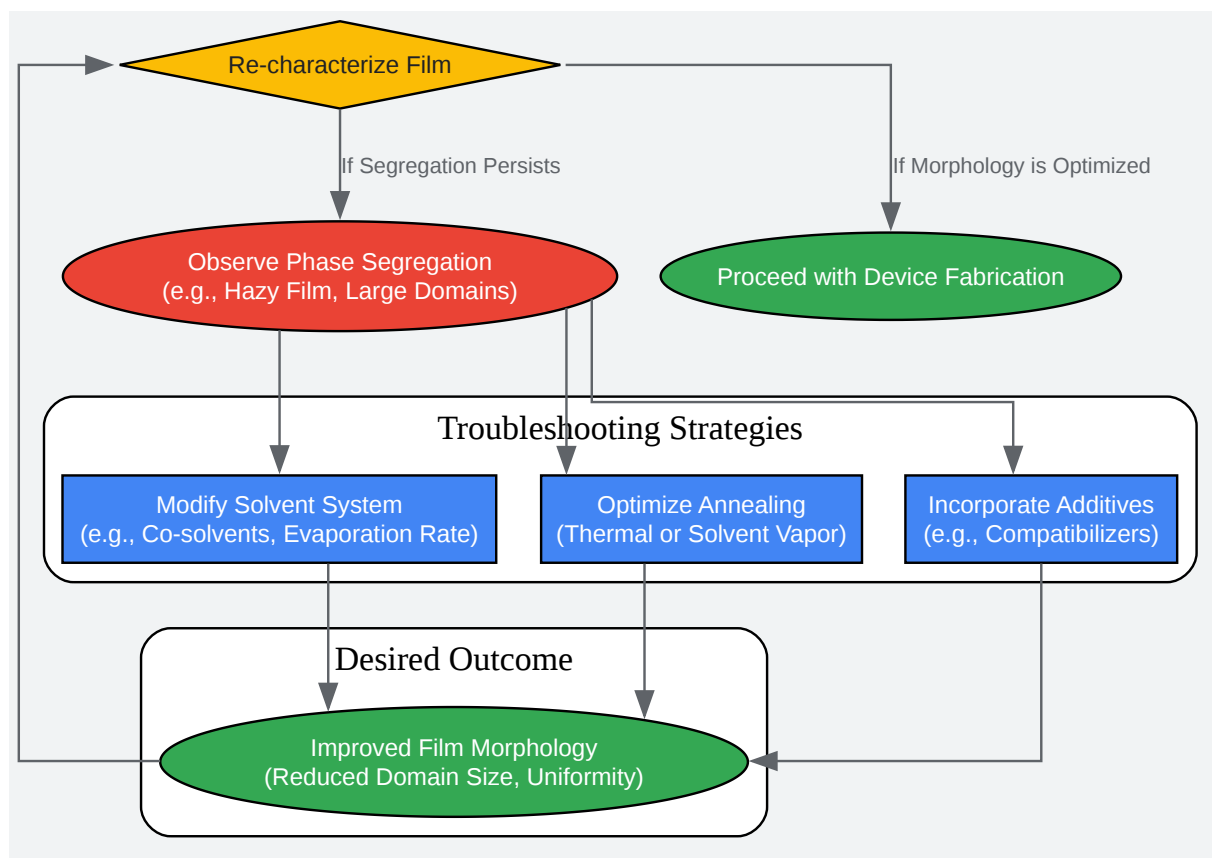 Re-characterize Film
If Segregation Persists
If Morphology is Optimized
Observe Phase Segregation
(e.g., Hazy Film, Large Domains)
Proceed with Device Fabrication
Troubleshooting Strategies
Modify Solvent System
(e.g., Co-solvents, Evaporation Rate)
Optimize Annealing
(Thermal or Solvent Vapor)
Incorporate Additives
(e.g., Compatibilizers)
Desired Outcome
Improved Film Morphology
(Reduced Domain Size, Uniformity)